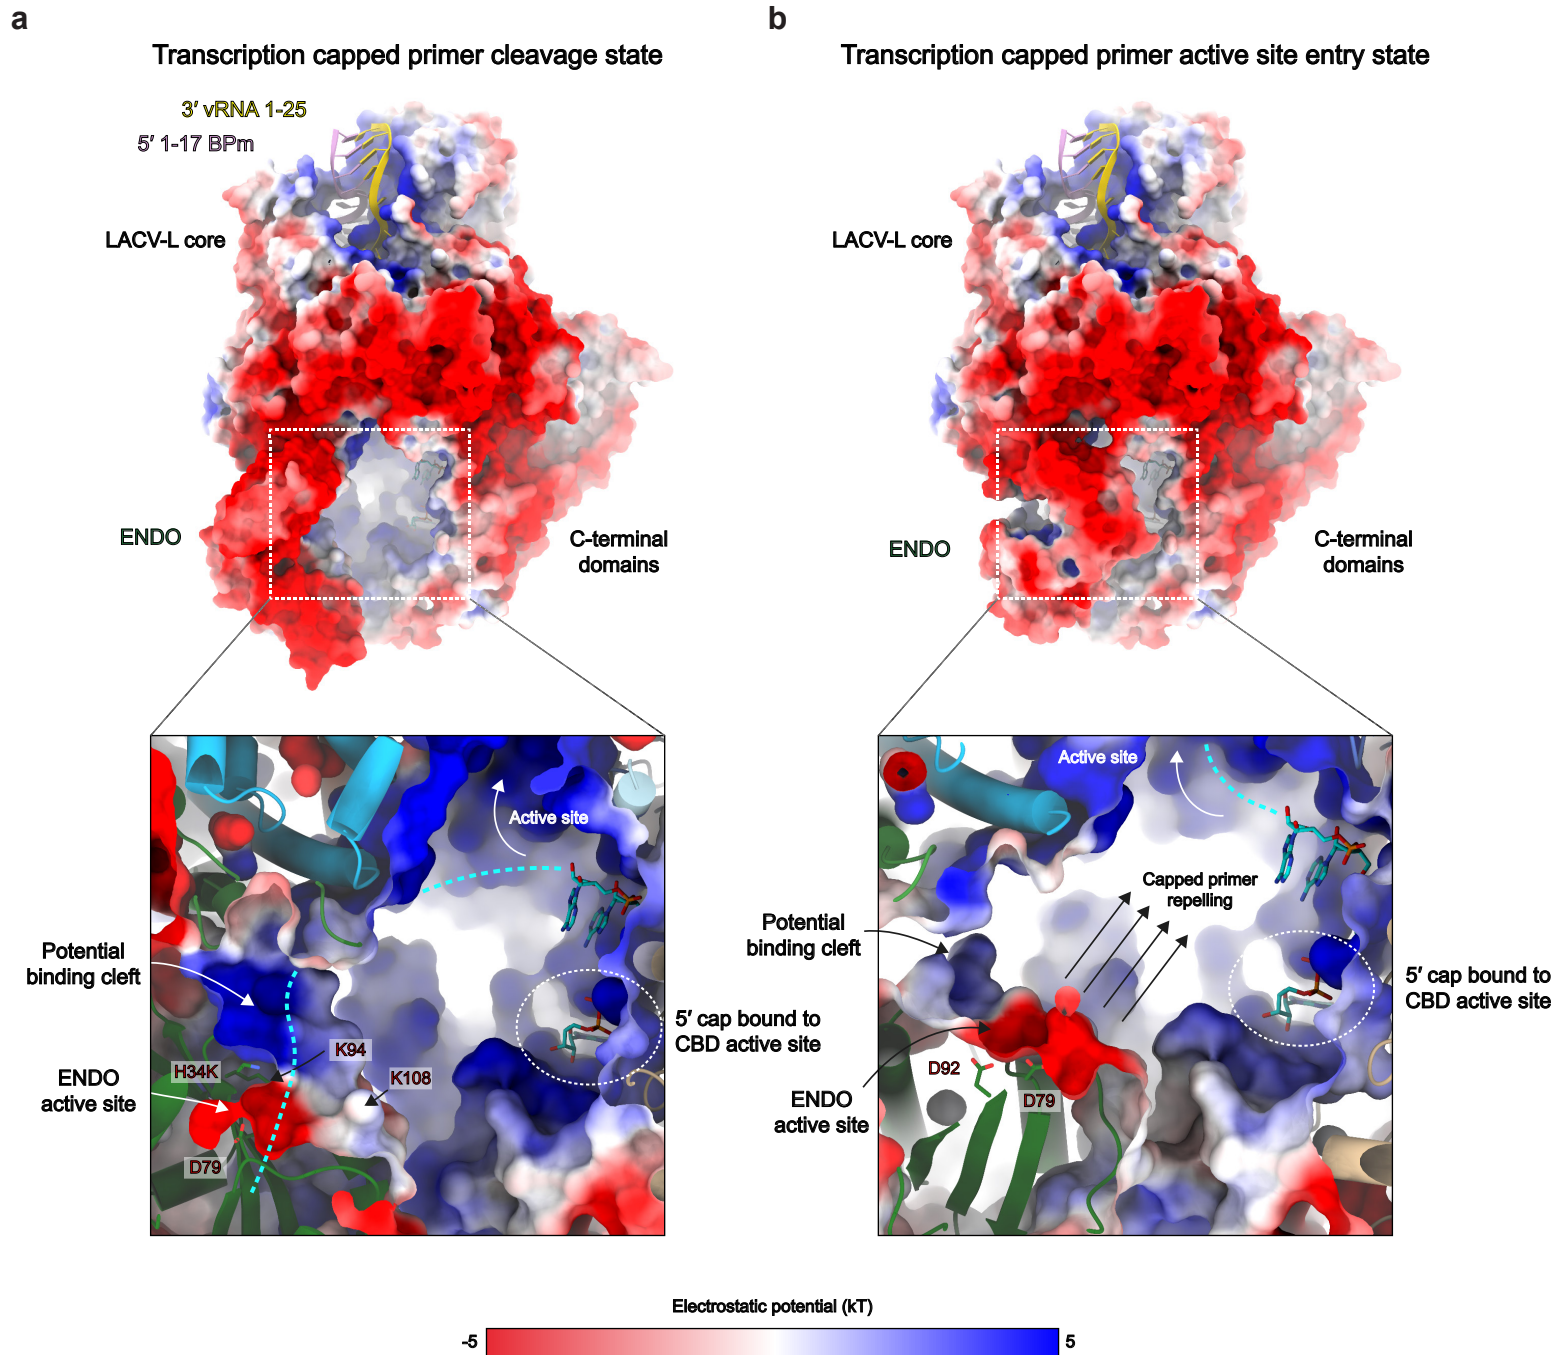 a
Transcription capped primer cleavage state
3′ vRNA 1-25
5′ 1-17 BPm
LACV-L core
ENDO
C-terminal
domains
Active site
Potential
binding cleft
K94
H34K
K108
ENDO
active site
D79
5′ cap bound to
CBD active site
b
Transcription capped primer active site entry state
LACV-L core
ENDO
C-terminal
domains
Active site
Capped primer
repelling
Potential
binding cleft
5′ cap bound to
CBD active site
D92
D79
ENDO
active site
Electrostatic potential (kT)
-5
5